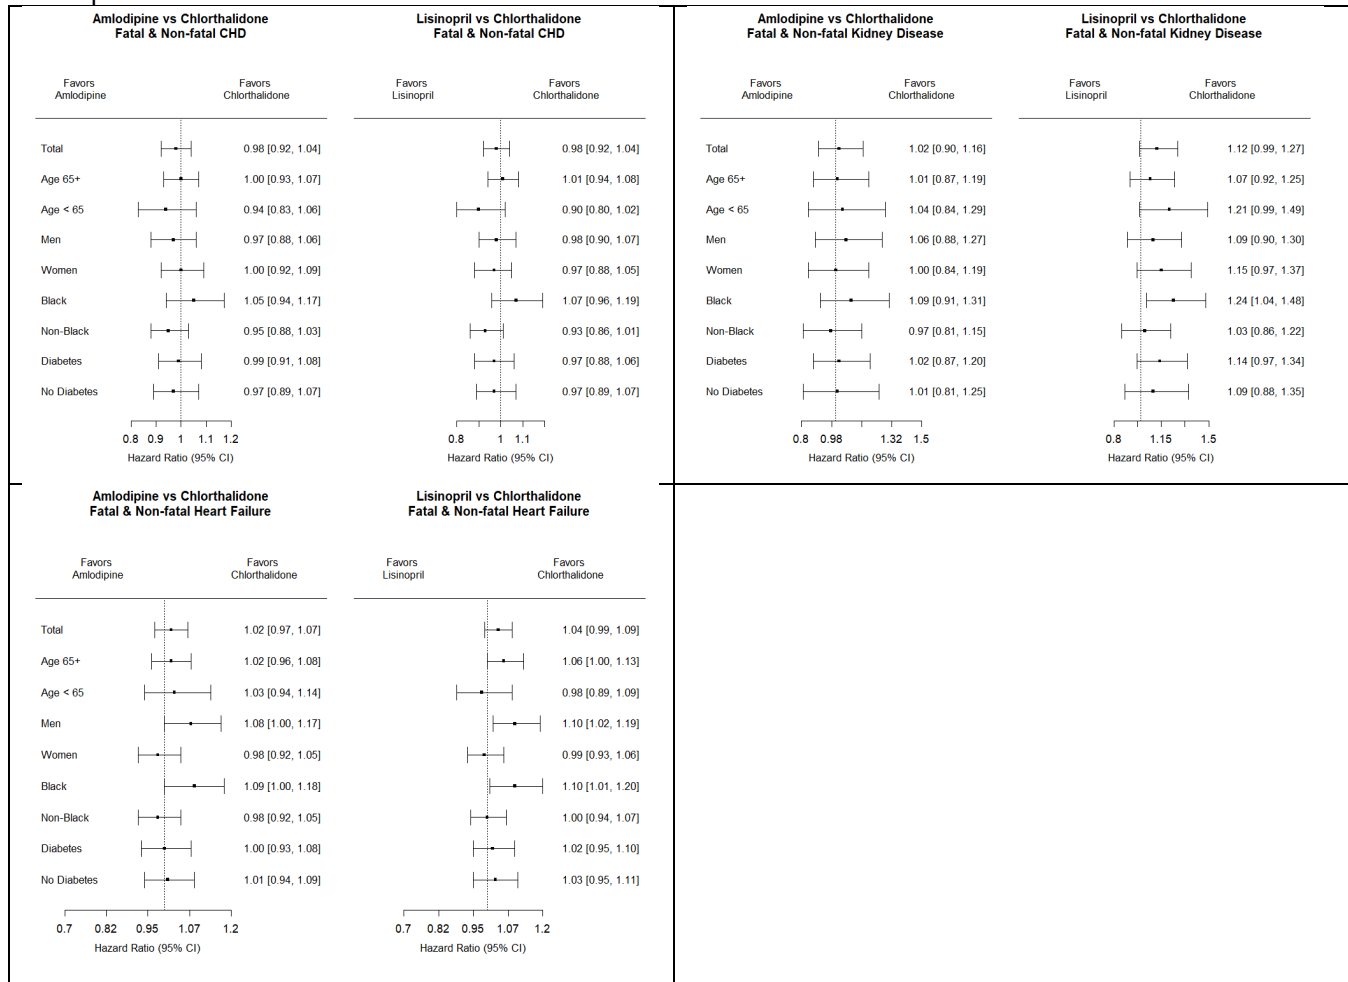 Amlodipine vs Chlorthalidone
Fatal & Non-fatal CHD
Favors Favors
Amlodipine Chlorthalidone
Total 0.98 [0.92, 1.04]
Age 65+ 1.00 [0.93, 1.07]
Age < 65 0.94 [0.83, 1.06]
Men 0.97 [0.88, 1.06]
Women 1.00 [0.92, 1.09]
Black 1.05 [0.94, 1.17]
Non-Black 0.95 [0.88, 1.03]
Diabetes 0.99 [0.91, 1.08]
No Diabetes 0.97 [0.89, 1.07]
0.8 0.9 1 1.1 1.2
Hazard Ratio (95% CI)
Lisinopril vs Chlorthalidone
Fatal & Non-fatal CHD
Favors Favors
Lisinopril Chlorthalidone
0.98 [0.92, 1.04]
1.01 [0.94, 1.08]
0.90 [0.80, 1.02]
0.98 [0.90, 1.07]
0.97 [0.88, 1.05]
1.07 [0.96, 1.19]
0.93 [0.86, 1.01]
0.97 [0.88, 1.06]
0.97 [0.89, 1.07]
0.8 1 1.1
Hazard Ratio (95% CI)
Amlodipine vs Chlorthalidone
Fatal & Non-fatal Kidney Disease
Favors Favors
Amlodipine Chlorthalidone
Total 1.02 [0.90, 1.16]
Age 65+ 1.01 [0.87, 1.19]
Age < 65 1.04 [0.84, 1.29]
Men 1.06 [0.88, 1.27]
Women 1.00 [0.84, 1.19]
Black 1.09 [0.91, 1.31]
Non-Black 0.97 [0.81, 1.15]
Diabetes 1.02 [0.87, 1.20]
No Diabetes 1.01 [0.81, 1.25]
0.8 0.98 1.32 1.5
Hazard Ratio (95% CI)
Lisinopril vs Chlorthalidone
Fatal & Non-fatal Kidney Disease
Favors Favors
Lisinopril Chlorthalidone
1.12 [0.99, 1.27]
1.07 [0.92, 1.25]
1.21 [0.99, 1.49]
1.09 [0.90, 1.30]
1.15 [0.97, 1.37]
1.24 [1.04, 1.48]
1.03 [0.86, 1.22]
1.14 [0.97, 1.34]
1.09 [0.88, 1.35]
0.8 1.15 1.5
Hazard Ratio (95% CI)
Amlodipine vs Chlorthalidone
Fatal & Non-fatal Heart Failure
Favors Favors
Amlodipine Chlorthalidone
Total 1.02 [0.97, 1.07]
Age 65+ 1.02 [0.96, 1.08]
Age < 65 1.03 [0.94, 1.14]
Men 1.08 [1.00, 1.17]
Women 0.98 [0.92, 1.05]
Black 1.09 [1.00, 1.18]
Non-Black 0.98 [0.92, 1.05]
Diabetes 1.00 [0.93, 1.08]
No Diabetes 1.01 [0.94, 1.09]
0.7 0.82 0.95 1.07 1.2
Hazard Ratio (95% CI)
Lisinopril vs Chlorthalidone
Fatal & Non-fatal Heart Failure
Favors Favors
Lisinopril Chlorthalidone
1.04 [0.99, 1.09]
1.06 [1.00, 1.13]
0.98 [0.89, 1.09]
1.10 [1.02, 1.19]
0.99 [0.93, 1.06]
1.10 [1.01, 1.20]
1.00 [0.94, 1.07]
1.02 [0.95, 1.10]
1.03 [0.95, 1.11]
0.7 0.82 0.95 1.07 1.2
Hazard Ratio (95% CI)